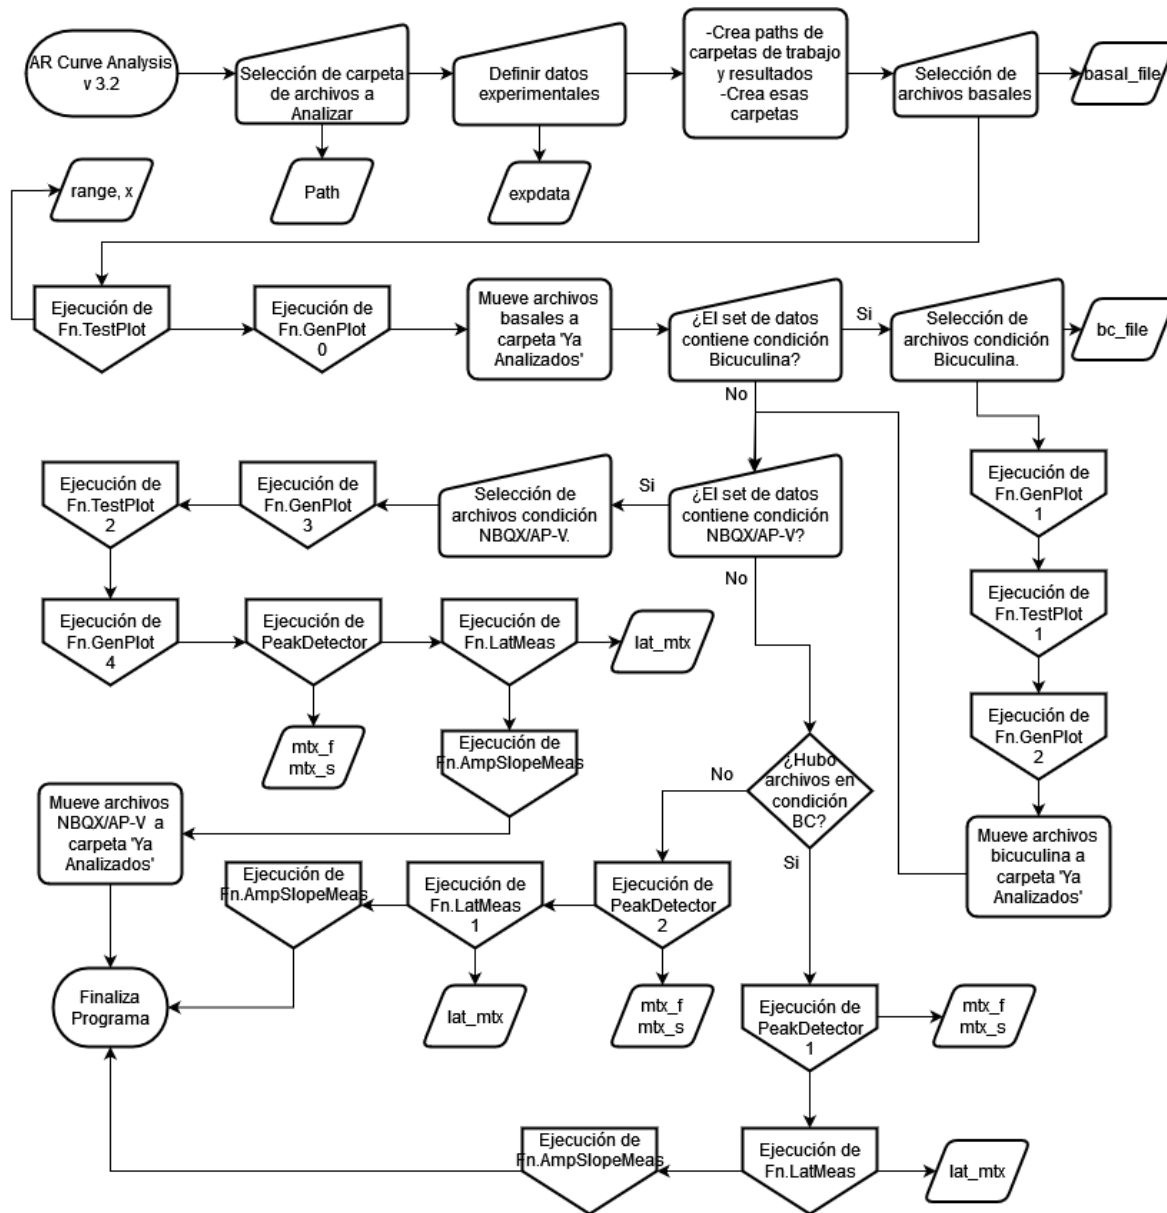 AR Curve Analysis
v 3.2
Selección de carpeta
de archivos a
Analizar
Definir datos
experimentales
-Crea paths de
carpetas de trabajo
y resultados
-Crea esas
carpetas
Selección de
archivos basales
basal_file
range, x
Path
expdata
Ejecución de
Fn.TestPlot
Ejecución de
Fn.GenPlot
0
Mueve archivos
basales a
carpeta 'Ya
Analizados'
¿El set de datos
contiene condición
Bicuculina?
Si
Selección de
archivos condición
Bicuculina.
bc_file
No
Ejecución de
Fn.TestPlot
2
Ejecución de
Fn.GenPlot
3
Selección de
archivos condición
NBQX/AP-V.
Si
¿El set de datos
contiene condición
NBQX/AP-V?
Ejecución de
Fn.GenPlot
1
No
Ejecución de
Fn.GenPlot
4
Ejecución de
PeakDetector
Ejecución de
Fn.LatMeas
lat_mtx
Ejecución de
Fn.TestPlot
1
mtx_f
mtx_s
Ejecución de
Fn.AmpSlopeMeas
Ejecución de
Fn.GenPlot
2
¿Hubo
archivos en
condición
BC?
No
Si
Mueve archivos
NBQX/AP-V a
carpeta 'Ya
Analizados'
Mueve archivos
bicuculina a
carpeta 'Ya
Analizados'
Ejecución de
Fn.AmpSlopeMeas
Ejecución de
Fn.LatMeas
1
Ejecución de
PeakDetector
2
Finaliza
Programa
lat_mtx
mtx_f
mtx_s
Ejecución de
PeakDetector
1
mtx_f
mtx_s
Ejecución de
Fn.AmpSlopeMeas
Ejecución de
Fn.LatMeas
lat_mtx